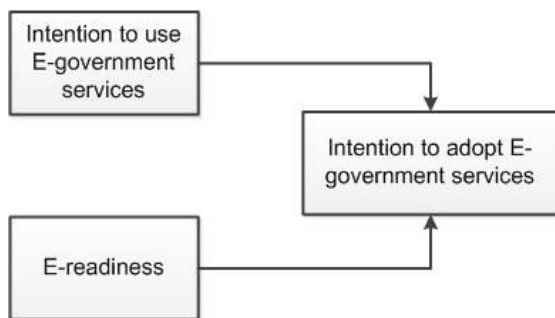 Intention to use
E-government
services
Intention to adopt E-
government services
E-readiness